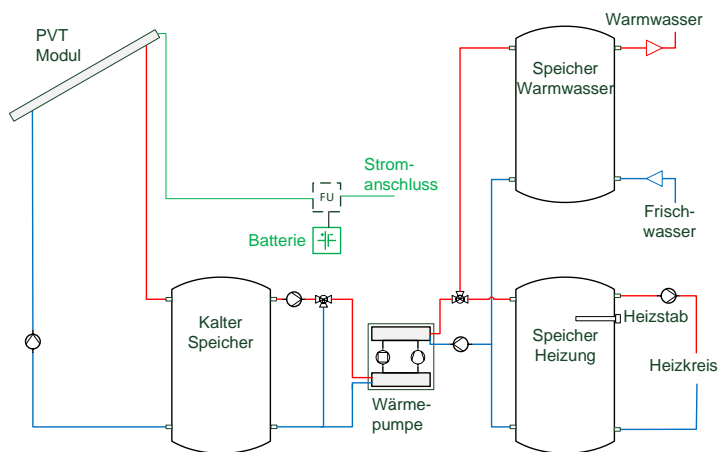 PVT
Modul
Warmwasser
Speicher
Warmwasser
Strom-
anschluss
FU
Frisch-
wasser
Batterie
Kalter
Speicher
Speicher
Heizung
Heizstab
Heizkreis
Wärme-
pumpe